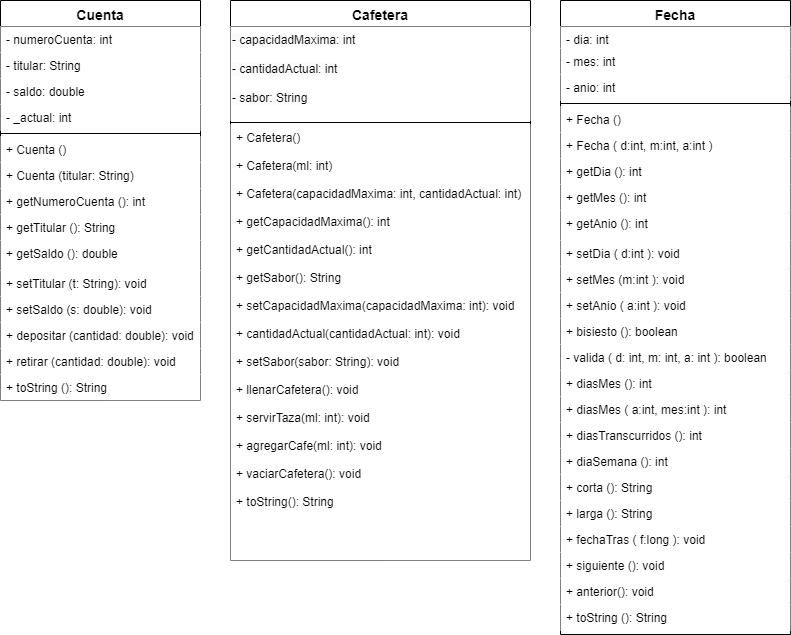 Cuenta
- numeroCuenta: int
- titular: String
- saldo: double
- _actual: int
+ Cuenta ()
+ Cuenta (titular: String)
+ getNumeroCuenta (): int
+ getTitular (): String
+ getSaldo (): double
+ setTitular (t: String): void
+ setSaldo (s: double): void
+ depositar (cantidad: double): void
+ retirar (cantidad: double): void
+ toString (): String
Cafetera
- capacidadMaxima: int
- cantidadActual: int
- sabor: String
+ Cafetera()
+ Cafetera(ml: int)
+ Cafetera(capacidadMaxima: int, cantidadActual: int)
+ getCapacidadMaxima(): int
+ getCantidadActual(): int
+ getSabor(): String
+ setCapacidadMaxima(capacidadMaxima: int): void
+ cantidadActual(cantidadActual: int): void
+ setSabor(sabor: String): void
+ llenarCafetera(): void
+ servirTaza(ml: int): void
+ agregarCafe(ml: int): void
+ vaciarCafetera(): void
+ toString(): String
Fecha
- dia: int
- mes: int
- anio: int
+ Fecha ()
+ Fecha ( d:int, m:int, a:int )
+ getDia (): int
+ getMes (): int
+ getAnio (): int
+ setDia ( d:int ): void
+ setMes (m:int ): void
+ setAnio ( a:int ): void
+ bisiesto (): boolean
- valida ( d: int, m: int, a: int ): boolean
+ diasMes (): int
+ diasMes ( a:int, mes:int ): int
+ diasTranscurridos (): int
+ diaSemana (): int
+ corta (): String
+ larga (): String
+ fechaTras ( f:long ): void
+ siguiente (): void
+ anterior(): void
+ toString (): String